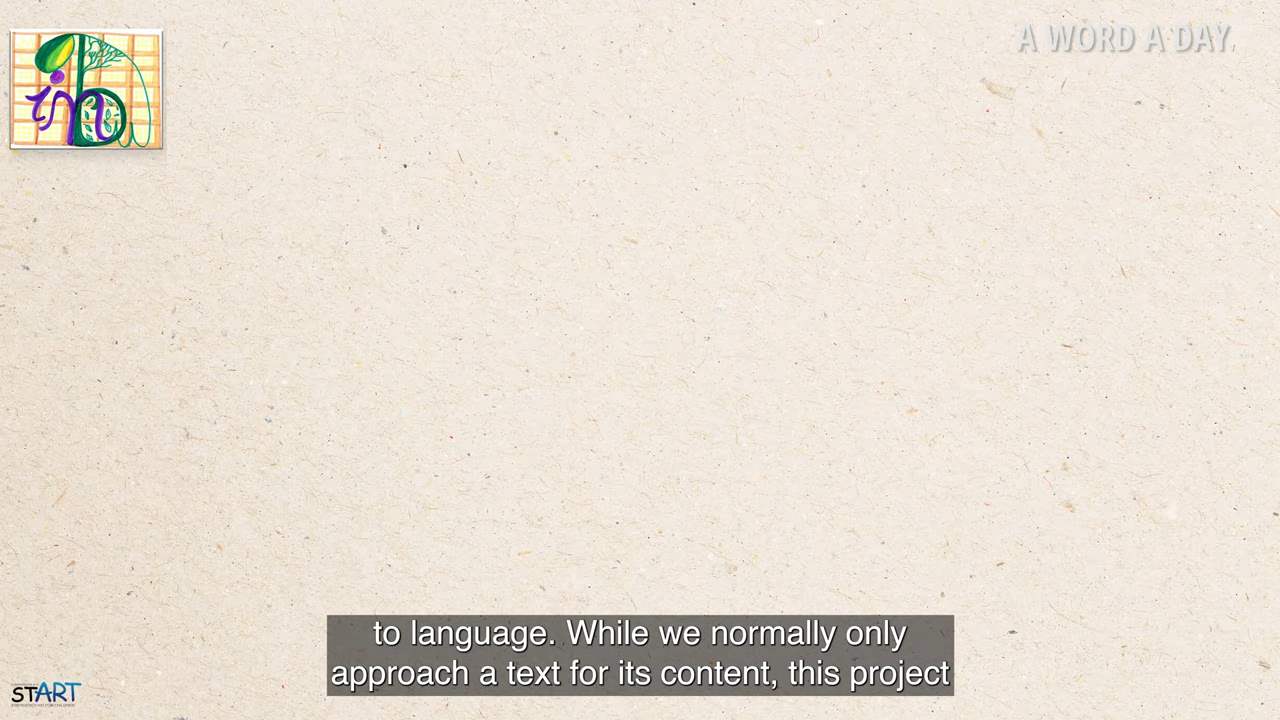 A WORD A DAY
to language. While we normally only
approach a text for its content, this project
stART